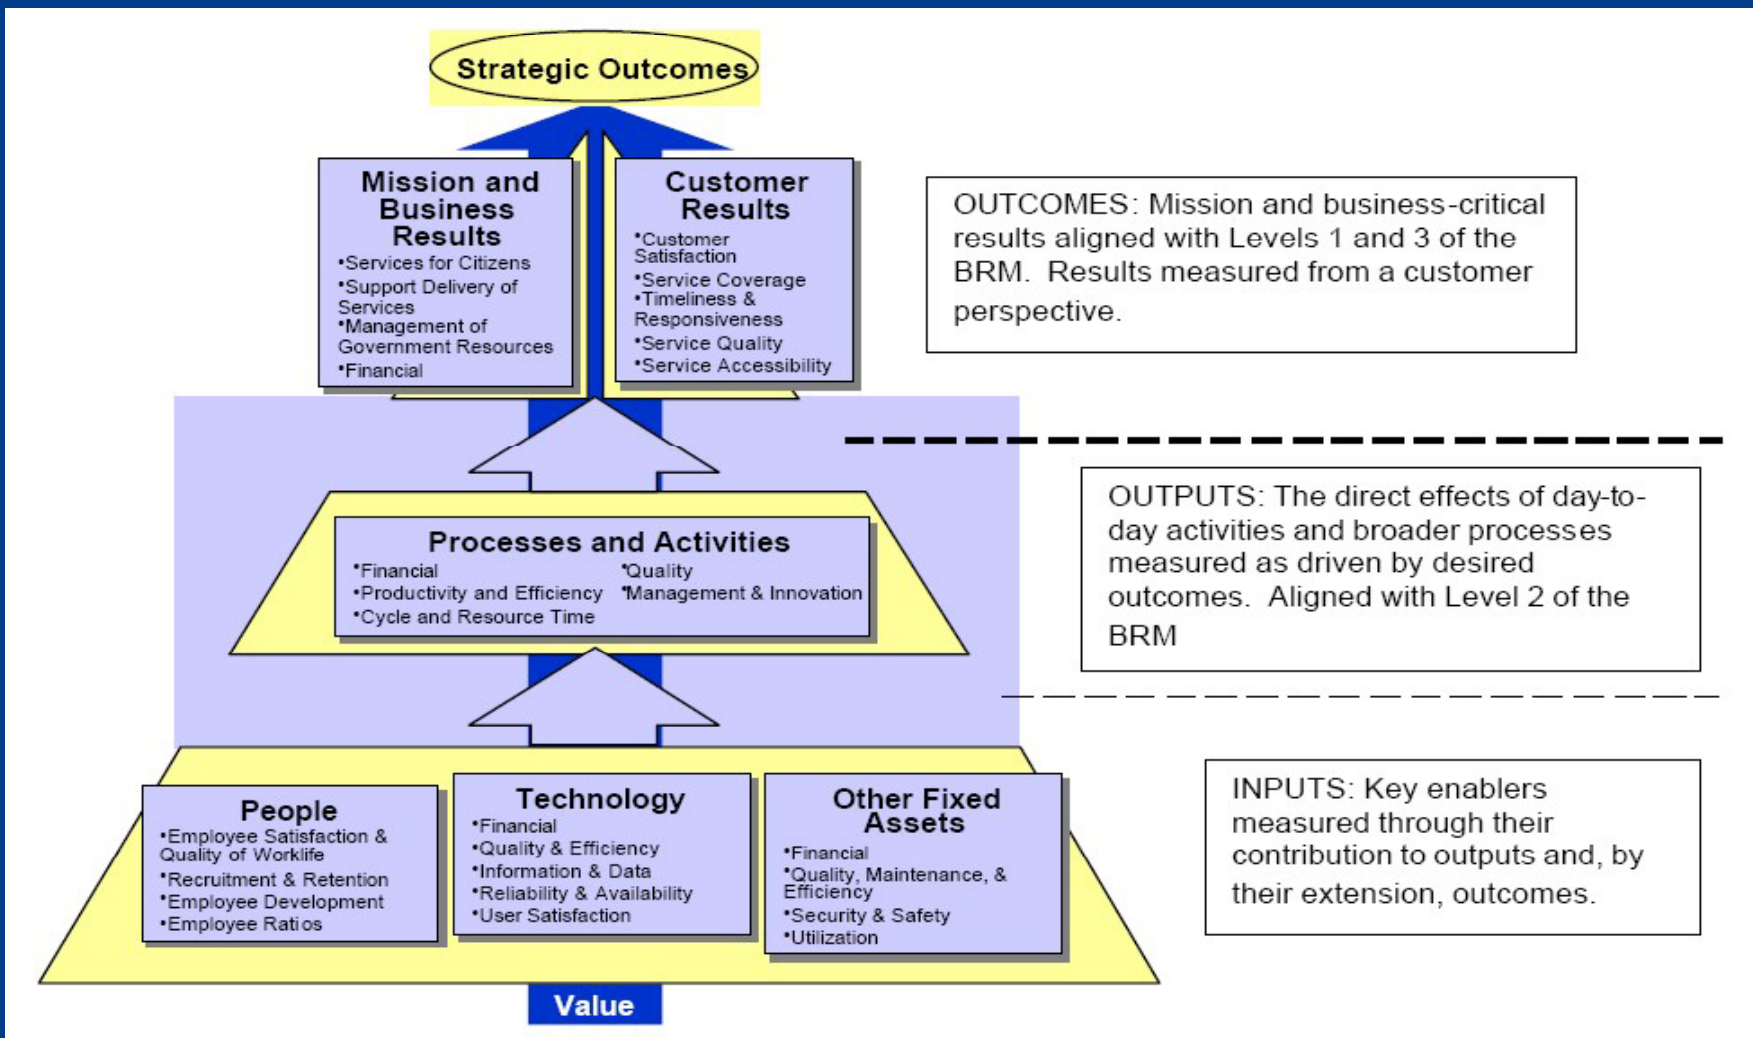 Strategic Outcomes
Mission and
Business
Results
•Services for Citizens
•Support Delivery of
Services
•Management of
Government Resources
•Financial
Customer
Results
•Customer
Satisfaction
•Service Coverage
•Timeliness &
Responsiveness
•Service Quality
•Service Accessibility
OUTCOMES: Mission and business-critical
results aligned with Levels 1 and 3 of the
BRM. Results measured from a customer
perspective.
Processes and Activities
•Financial
•Productivity and Efficiency
•Cycle and Resource Time
•Quality
•Management & Innovation
OUTPUTS: The direct effects of day-to-
day activities and broader processes
measured as driven by desired
outcomes. Aligned with Level 2 of the
BRM
People
•Employee Satisfaction &
Quality of Worklife
•Recruitment & Retention
•Employee Development
•Employee Ratios
Technology
•Financial
•Quality & Efficiency
•Information & Data
•Reliability & Availability
•User Satisfaction
Other Fixed
Assets
•Financial
•Quality, Maintenance, &
Efficiency
•Security & Safety
•Utilization
INPUTS: Key enablers
measured through their
contribution to outputs and, by
their extension, outcomes.
Value